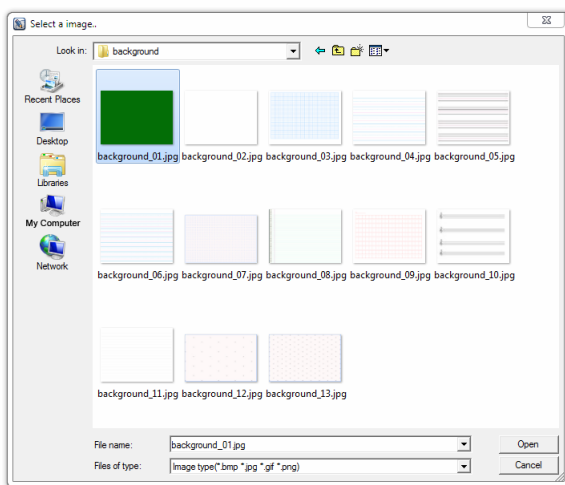 Select a image..
Look in: background
Recent Places
Desktop
Libraries
My Computer
Network
background_01.jpg background_02.jpg background_03.jpg background_04.jpg background_05.jpg
background_06.jpg background_07.jpg background_08.jpg background_09.jpg background_10.jpg
background_11.jpg background_12.jpg background_13.jpg
File name: background_01.jpg Open
Files of type: Image type(*.bmp *.jpg *.gif *.png) Cancel